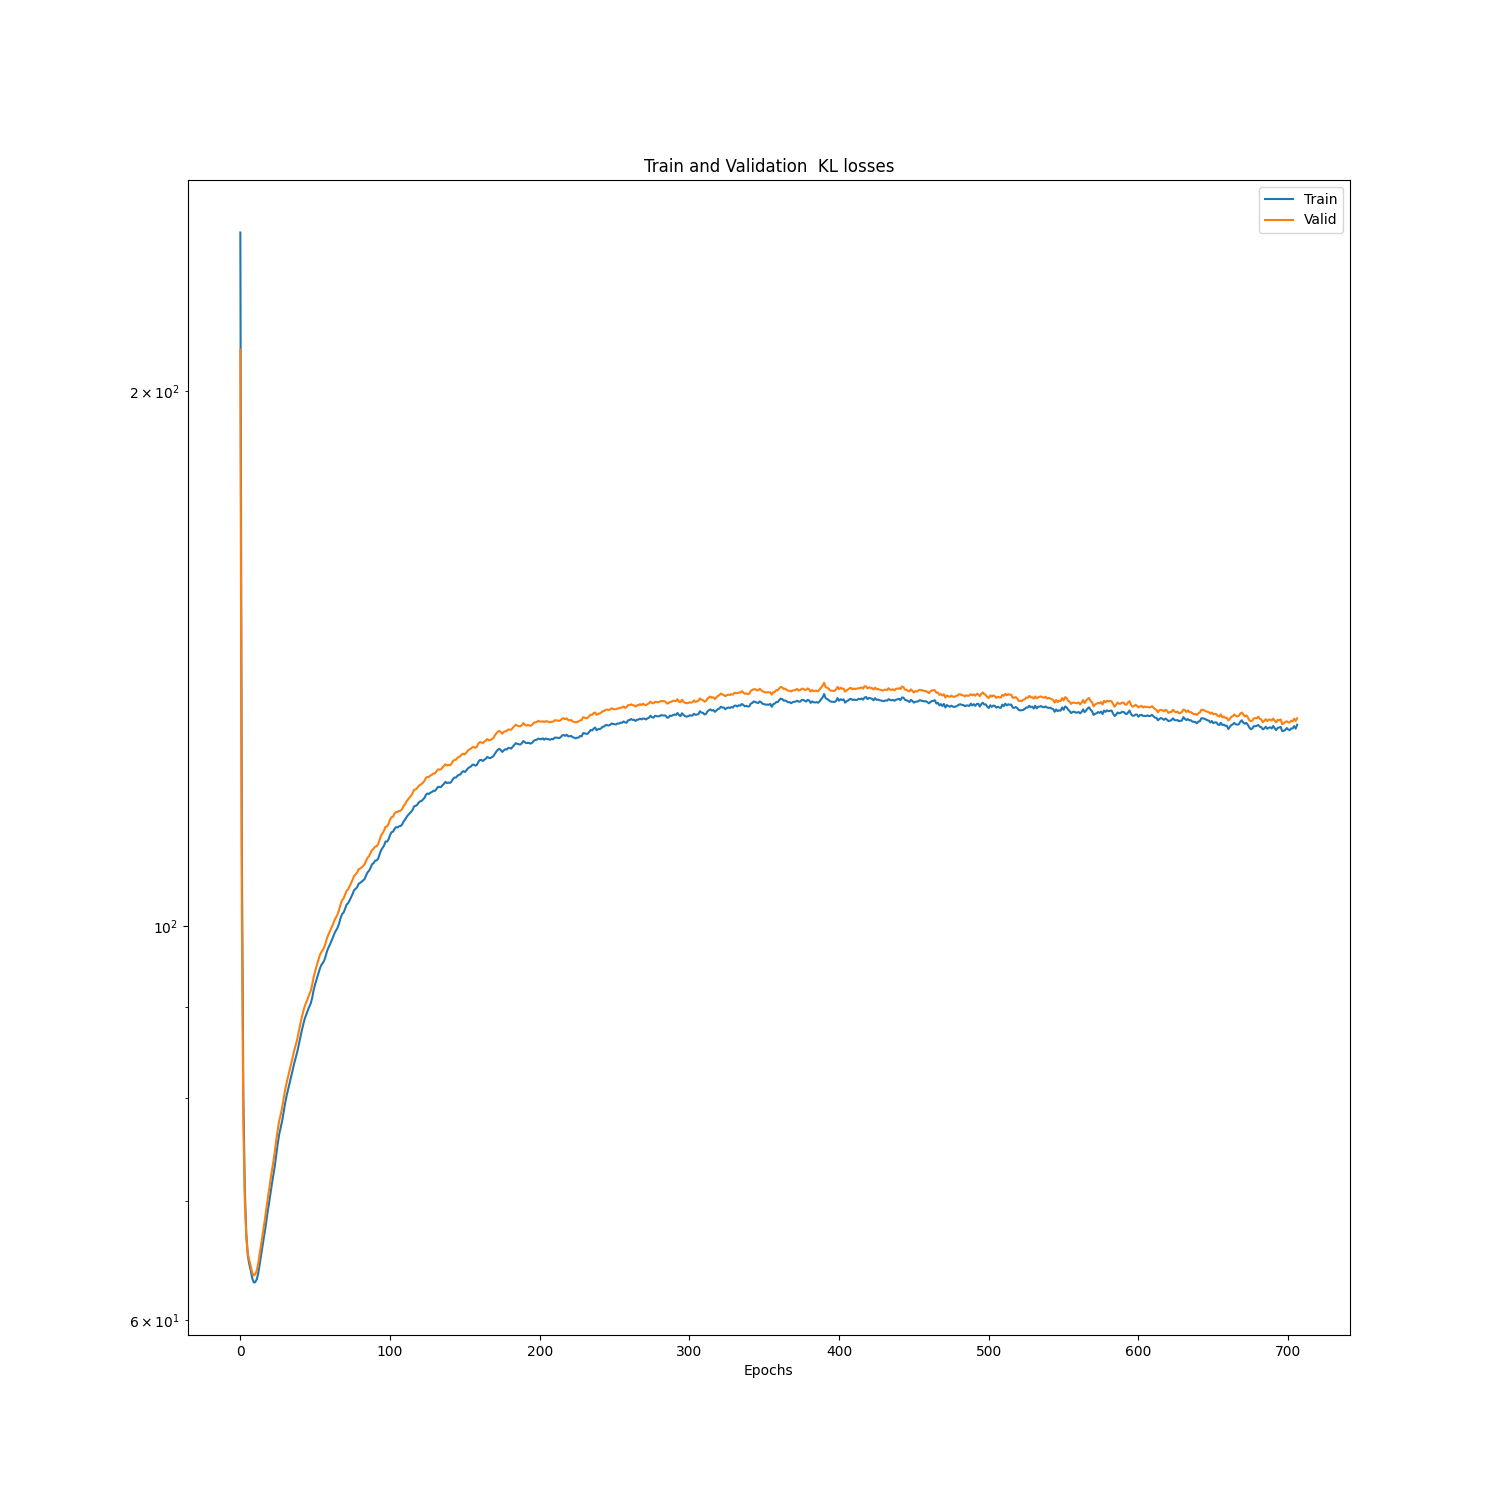 Train and Validation  KL losses
Train
Valid
2 × 10²
10²
6 × 10¹
0 100 200 300 400 500 600 700
Epochs